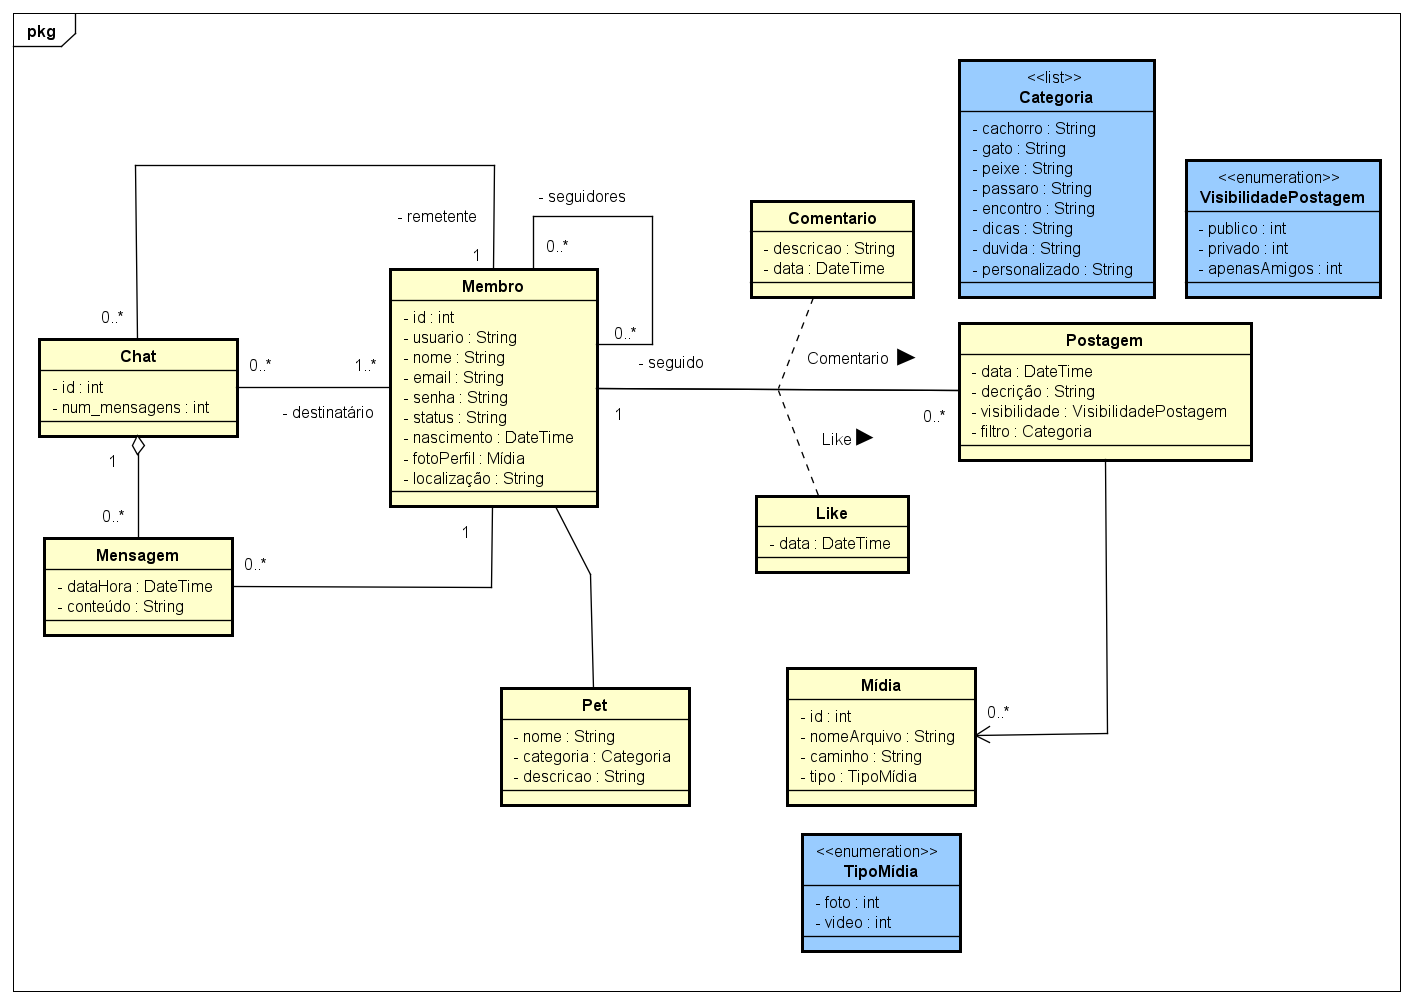 pkg
<<list>>
Categoria
- cachorro : String
- gato : String
- peixe : String
- passaro : String
- encontro : String
- dicas : String
- duvida : String
- personalizado : String
<<enumeration>>
VisibilidadePostagem
- publico : int
- privado : int
- apenasAmigos : int
- remetente
1
- seguidores
0..*
0..*
- seguido
Comentario
- descricao : String
- data : DateTime
Membro
- id : int
- usuario : String
- nome : String
- email : String
- senha : String
- status : String
- nascimento : DateTime
- fotoPerfil : Mídia
- localização : String
0..*
Chat
- id : int
- num_mensagens : int
0..*
1..*
- destinatário
Comentario
1
0..*
Like
Postagem
- data : DateTime
- decrição : String
- visibilidade : VisibilidadePostagem
- filtro : Categoria
1
0..*
Like
- data : DateTime
Mensagem
- dataHora : DateTime
- conteúdo : String
0..*
1
Pet
- nome : String
- categoria : Categoria
- descricao : String
Mídia
- id : int
- nomeArquivo : String
- caminho : String
- tipo : TipoMídia
0..*
<<enumeration>>
TipoMídia
- foto : int
- video : int